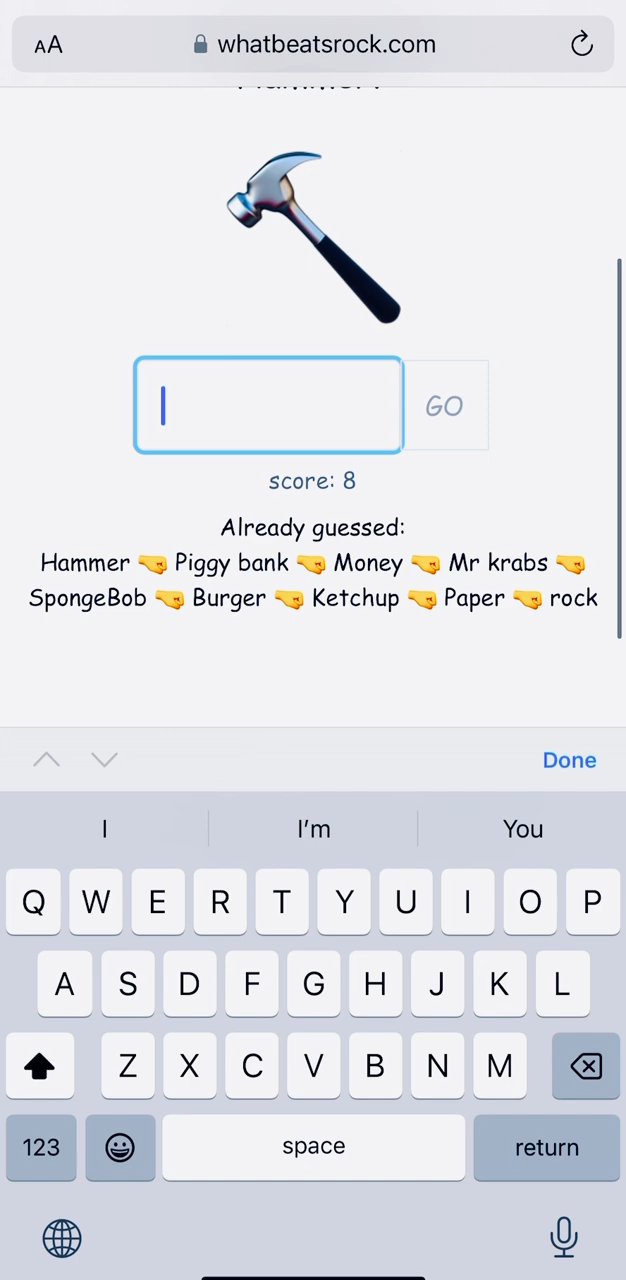 AA whatbeatsrock.com
GO
score: 8
Already guessed:
Hammer 🤜 Piggy bank 🤜 Money 🤜 Mr krabs 🤜
SpongeBob 🤜 Burger 🤜 Ketchup 🤜 Paper 🤜 rock
Done
I I'm You
Q W E R T Y U I O P
A S D F G H J K L
Z X C V B N M
123 space return